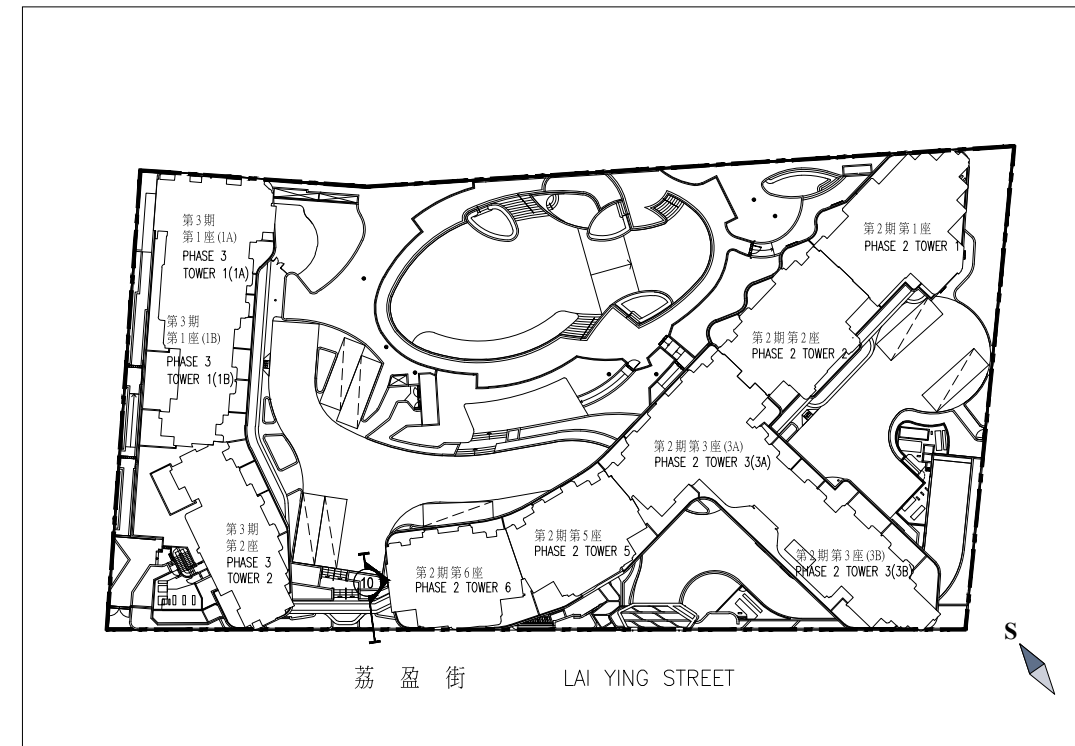 第3期
第1座(1A)
PHASE 3
TOWER 1(1A)
第3期
第1座(1B)
PHASE 3
TOWER 1(1B)
第2期第1座
PHASE 2 TOWER 1
第2期第2座
PHASE 2 TOWER 2
第2期第3座(3A)
PHASE 2 TOWER 3(3A)
第3期
第2座
PHASE 3
TOWER 2
第2期第5座
PHASE 2 TOWER 5
第2期第3座(3B)
PHASE 2 TOWER 3(3B)
第2期第6座
PHASE 2 TOWER 6
10
S
荔盈街 LAI YING STREET